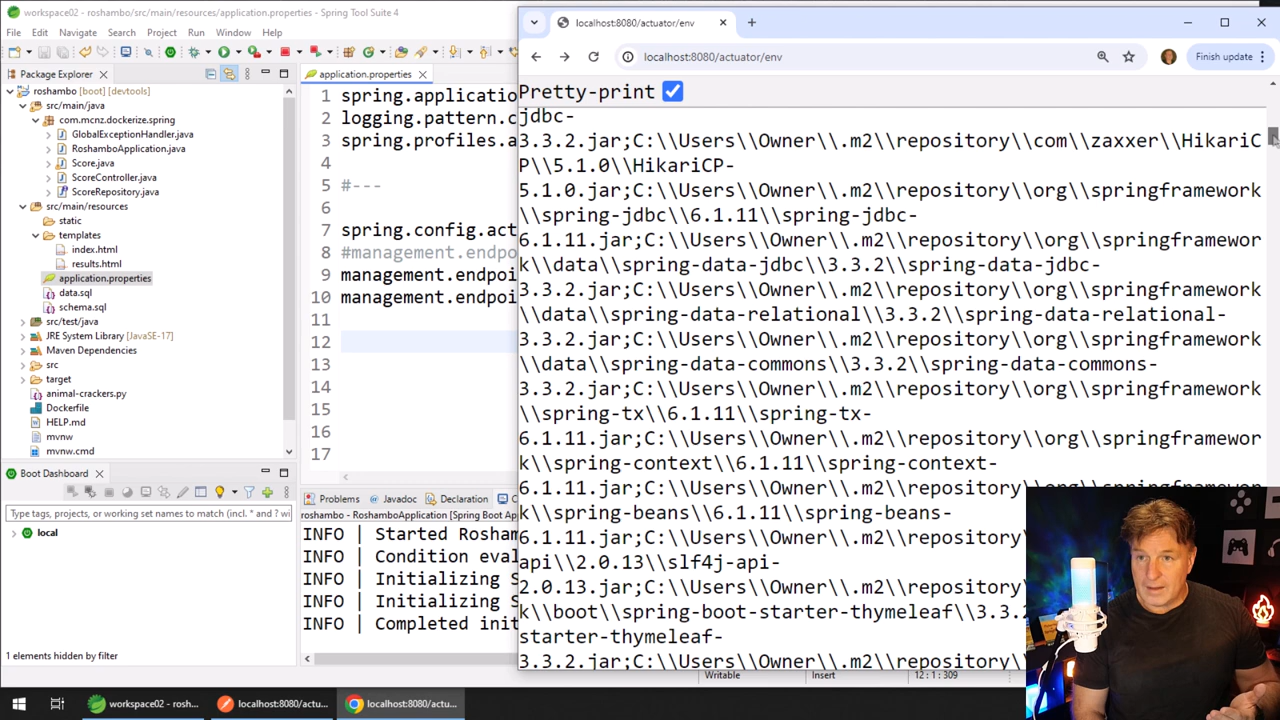 workspace02 - roshambo/src/main/resources/application.properties - Spring Tool Suite 4
File Edit Navigate Search Project Run Window Help
Package Explorer
roshambo [boot] [devtools]
src/main/java
com.mcnz.dockerize.spring
GlobalExceptionHandler.java
RoshamboApplication.java
Score.java
ScoreController.java
ScoreRepository.java
src/main/resources
static
templates
index.html
results.html
application.properties
data.sql
schema.sql
src/test/java
JRE System Library [JavaSE-17]
Maven Dependencies
src
target
animal-crackers.py
Dockerfile
HELP.md
mvnw
mvnw.cmd
Boot Dashboard
Type tags, projects, or working set names to match (incl. * and ? wi
local
1 elements hidden by filter
application.properties
1 spring.applicatio
2 logging.pattern.c
3 spring.profiles.a
4
5 #---
6
7 spring.config.act
8 #management.endpo
9 management.endpoi
10 management.endpoi
11
12
13
14
15
16
17
Problems Javadoc Declaration C
roshambo - RoshamboApplication [Spring Boot App
INFO | Started Rosham
INFO | Condition eval
INFO | Initializing S
INFO | Initializing S
INFO | Completed init
Writable Insert 12 : 1 : 309
localhost:8080/actuator/env
localhost:8080/actuator/env
Finish update
Pretty-print
jdbc-
3.3.2.jar;C:\\Users\\Owner\\.m2\\repository\\com\\zaxxer\\HikariC
P\\5.1.0\\HikariCP-
5.1.0.jar;C:\\Users\\Owner\\.m2\\repository\\org\\springframework
\\spring-jdbc\\6.1.11\\spring-jdbc-
6.1.11.jar;C:\\Users\\Owner\\.m2\\repository\\org\\springframewor
k\\data\\spring-data-jdbc\\3.3.2\\spring-data-jdbc-
3.3.2.jar;C:\\Users\\Owner\\.m2\\repository\\org\\springframework
\\data\\spring-data-relational\\3.3.2\\spring-data-relational-
3.3.2.jar;C:\\Users\\Owner\\.m2\\repository\\org\\springframework
\\data\\spring-data-commons\\3.3.2\\spring-data-commons-
3.3.2.jar;C:\\Users\\Owner\\.m2\\repository\\org\\springframework
\\spring-tx\\6.1.11\\spring-tx-
6.1.11.jar;C:\\Users\\Owner\\.m2\\repository\\org\\springframewor
k\\spring-context\\6.1.11\\spring-context-
6.1.11.jar;C:\\Users\\Owner\\.m2\\repository\\org\\springframewor
k\\spring-beans\\6.1.11\\spring-beans-
6.1.11.jar;C:\\Users\\Owner\\.m2\\reposito
api\\2.0.13\\slf4j-api-
2.0.13.jar;C:\\Users\\Owner\\.m2\\reposito
k\\boot\\spring-boot-starter-thymeleaf\\3.3.2
starter-thymeleaf-
3.3.2.jar;C:\\Users\\Owner\\.m2\\repositor
workspace02 - rosh...
localhost:8080/actu...
localhost:8080/actu...